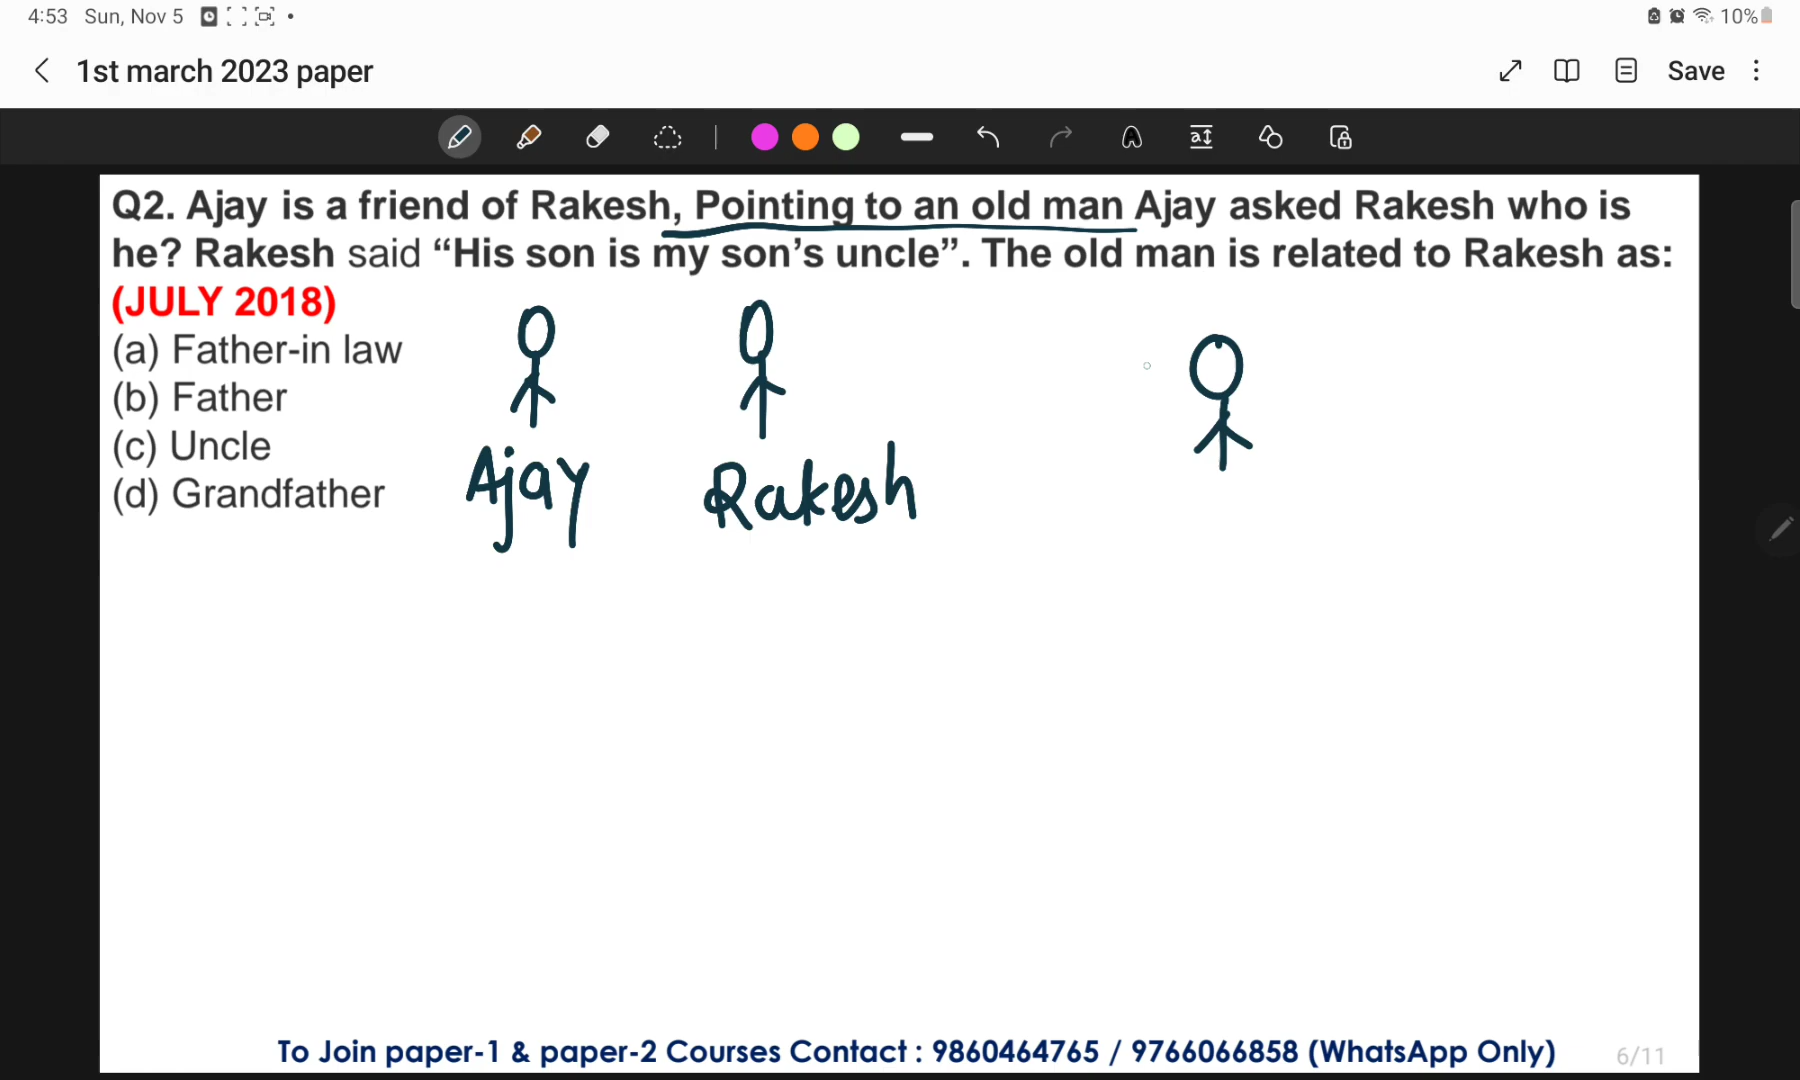 4:53 Sun, Nov 5 10%
1st march 2023 paper Save
Q2. Ajay is a friend of Rakesh, Pointing to an old man Ajay asked Rakesh who is
he? Rakesh said “His son is my son’s uncle”. The old man is related to Rakesh as:
(JULY 2018)
(a) Father-in law
(b) Father
(c) Uncle
(d) Grandfather
Ajay Rakesh
To Join paper-1 & paper-2 Courses Contact : 9860464765 / 9766066858 (WhatsApp Only)
6/11